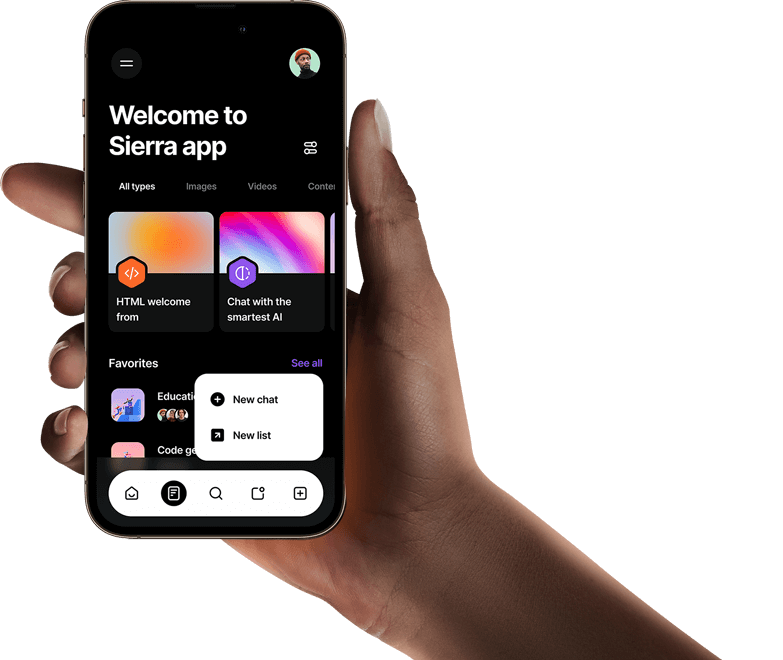 Welcome to
Sierra app
All types Images Videos Conte
HTML welcome
from
Chat with the
smartest AI
Favorites See all
Educati
New chat
Code ge
New list